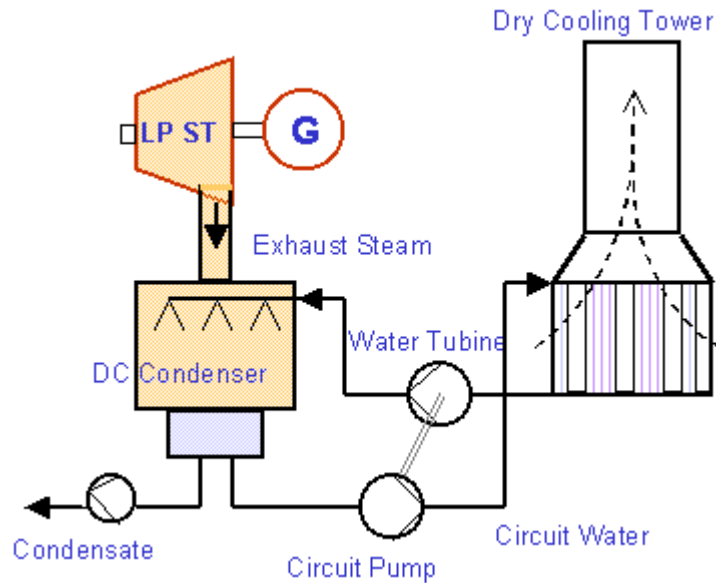 Dry Cooling Tower
LP ST
G
Exhaust Steam
Water Tubine
DC Condenser
Condensate
Circuit Pump
Circuit Water